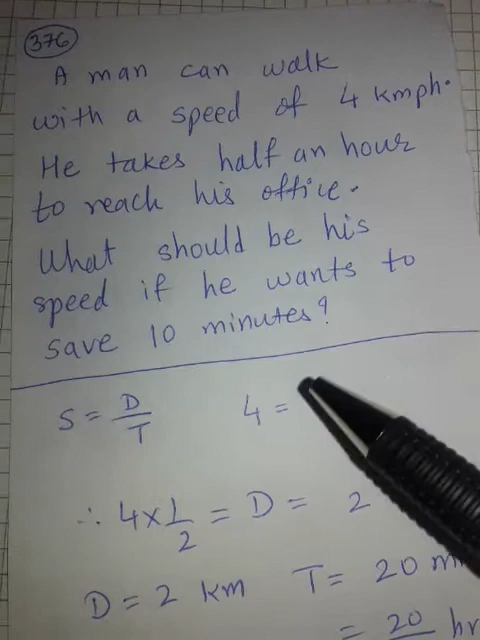 376
A man can walk
with a speed of 4 kmph.
He takes half an hour
to reach his office.
What should be his
speed if he wants to
save 10 minutes?
S = D/T 4 =
∴ 4 × 1/2 = D = 2
D = 2 km T = 20 m
= 20 hr